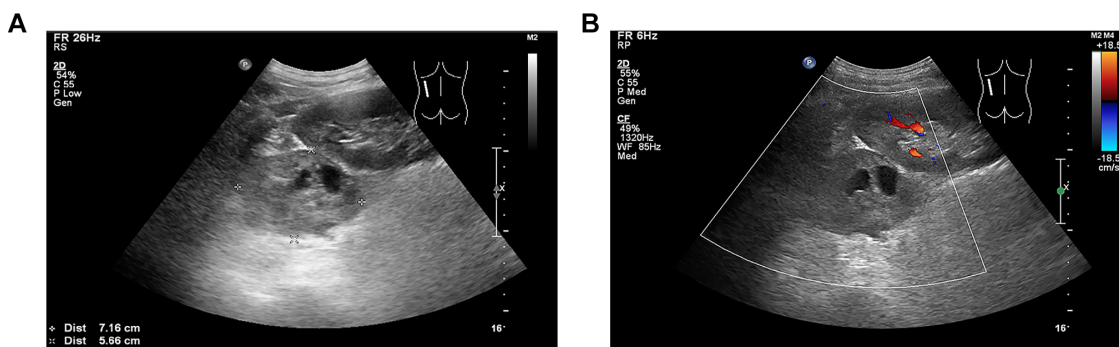 A
FR 26Hz
RS
2D
54%
C 55
P Low
Gen
P
M2
X
16
Dist 7.16 cm
Dist 5.66 cm
B
FR 6Hz
RP
2D
55%
C 55
P Med
Gen
CF
49%
1320Hz
WF 85Hz
Med
P
M2 M4
+18.5
-18.5
cm/s
X
16